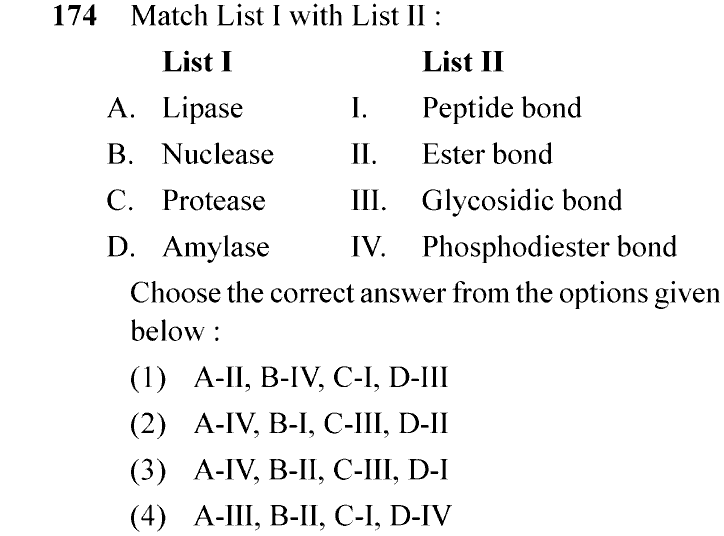 174 Match List I with List II :
List I List II
A. Lipase I. Peptide bond
B. Nuclease II. Ester bond
C. Protease III. Glycosidic bond
D. Amylase IV. Phosphodiester bond
Choose the correct answer from the options given
below :
(1) A-II, B-IV, C-I, D-III
(2) A-IV, B-I, C-III, D-II
(3) A-IV, B-II, C-III, D-I
(4) A-III, B-II, C-I, D-IV